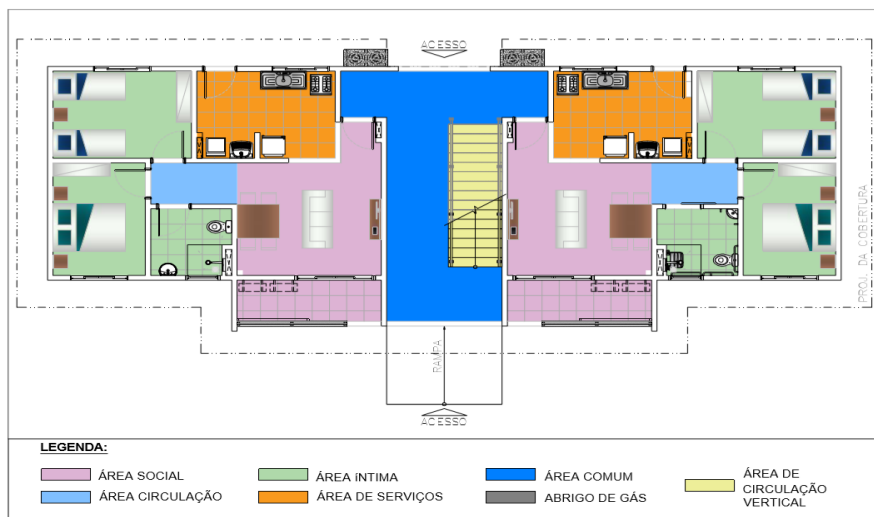 ACESSO
PROJ. DA COBERTURA
RAMPA
ACESSO
LEGENDA:
ÁREA SOCIAL
ÁREA ÍNTIMA
ÁREA COMUM
ÁREA DE
CIRCULAÇÃO
VERTICAL
ÁREA CIRCULAÇÃO
ÁREA DE SERVIÇOS
ABRIGO DE GÁS